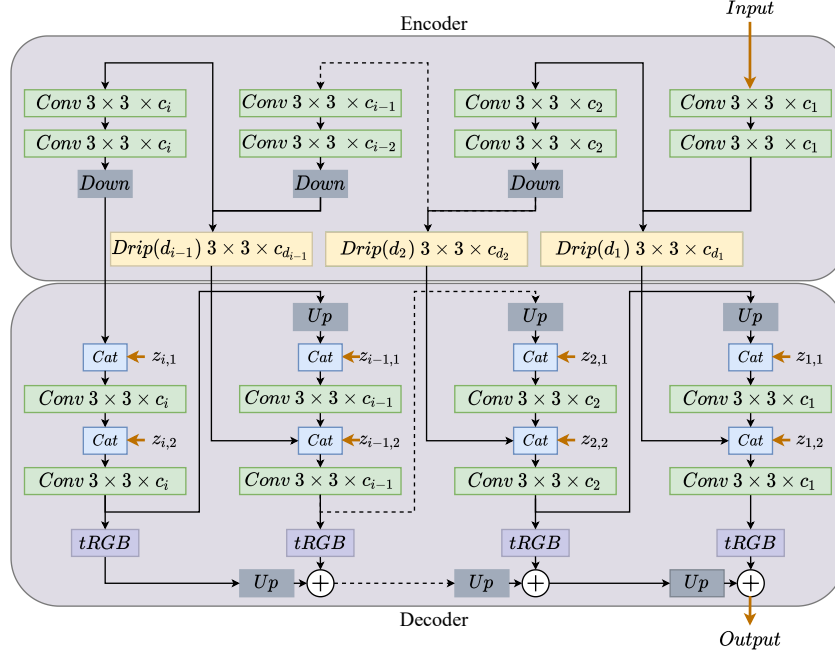 Input
Encoder
Conv 3 × 3 × c_i
Conv 3 × 3 × c_{i−1}
Conv 3 × 3 × c_2
Conv 3 × 3 × c_1
Conv 3 × 3 × c_i
Conv 3 × 3 × c_{i−2}
Conv 3 × 3 × c_2
Conv 3 × 3 × c_1
Down
Down
Down
Drip(d_{i−1}) 3 × 3 × c_{d_{i−1}}
Drip(d_2) 3 × 3 × c_{d_2}
Drip(d_1) 3 × 3 × c_{d_1}
Up
Up
Up
Cat
z_{i,1}
Cat
z_{i−1,1}
Cat
z_{2,1}
Cat
z_{1,1}
Conv 3 × 3 × c_i
Conv 3 × 3 × c_{i−1}
Conv 3 × 3 × c_2
Conv 3 × 3 × c_1
Cat
z_{i,2}
Cat
z_{i−1,2}
Cat
z_{2,2}
Cat
z_{1,2}
Conv 3 × 3 × c_i
Conv 3 × 3 × c_{i−1}
Conv 3 × 3 × c_2
Conv 3 × 3 × c_1
tRGB
tRGB
tRGB
tRGB
Up
+
Up
+
Up
+
Decoder
Output